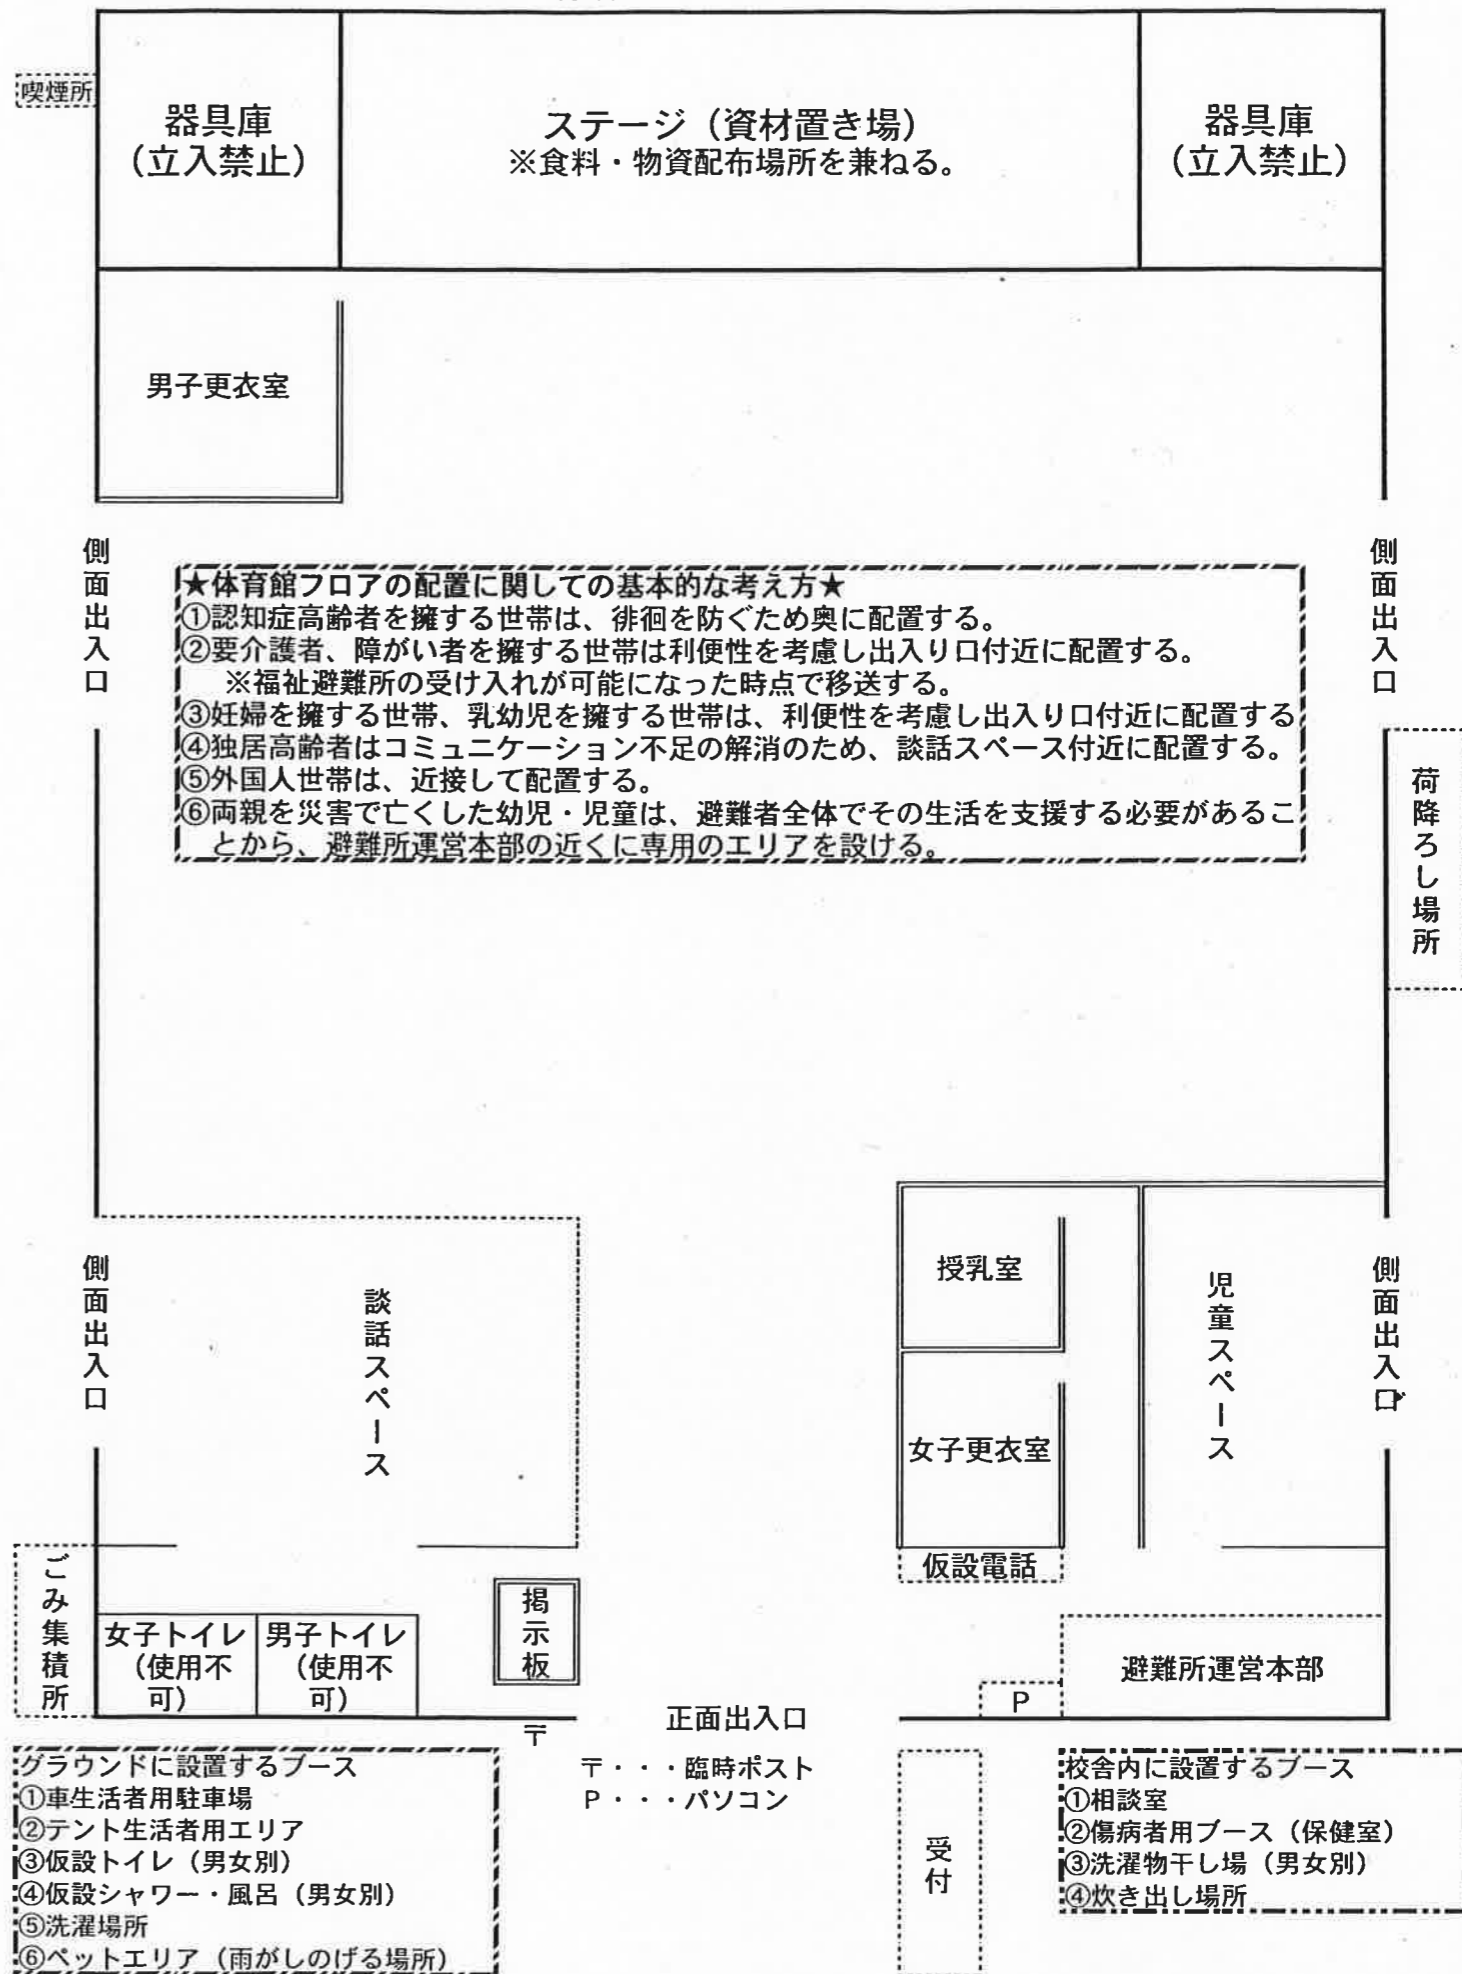 喫煙所
器具庫
（立入禁止）
ステージ（資材置き場）
※食料・物資配布場所を兼ねる。
器具庫
（立入禁止）
男子更衣室
側面出入口
側面出入口
★体育館フロアの配置に関しての基本的な考え方★
①認知症高齢者を擁する世帯は、徘徊を防ぐため奥に配置する。
②要介護者、障がい者を擁する世帯は利便性を考慮し出入り口付近に配置する。
※福祉避難所の受け入れが可能になった時点で移送する。
③妊婦を擁する世帯、乳幼児を擁する世帯は、利便性を考慮し出入り口付近に配置する
④独居高齢者はコミュニケーション不足の解消のため、談話スペース付近に配置する。
⑤外国人世帯は、近接して配置する。
⑥両親を災害で亡くした幼児・児童は、避難者全体でその生活を支援する必要があるこ
とから、避難所運営本部の近くに専用のエリアを設ける。
荷降ろし場所
側面出入口
談話スペース
授乳室
児童スペース
側面出入口
女子更衣室
仮設電話
ごみ集積所
女子トイレ
（使用不
可）
男子トイレ
（使用不
可）
掲示板
避難所運営本部
P
正面出入口
〒
〒・・・臨時ポスト
P・・・パソコン
受付
グラウンドに設置するブース
①車生活者用駐車場
②テント生活者用エリア
③仮設トイレ（男女別）
④仮設シャワー・風呂（男女別）
⑤洗濯場所
⑥ペットエリア（雨がしのげる場所）
校舎内に設置するブース
①相談室
②傷病者用ブース（保健室）
③洗濯物干し場（男女別）
④炊き出し場所